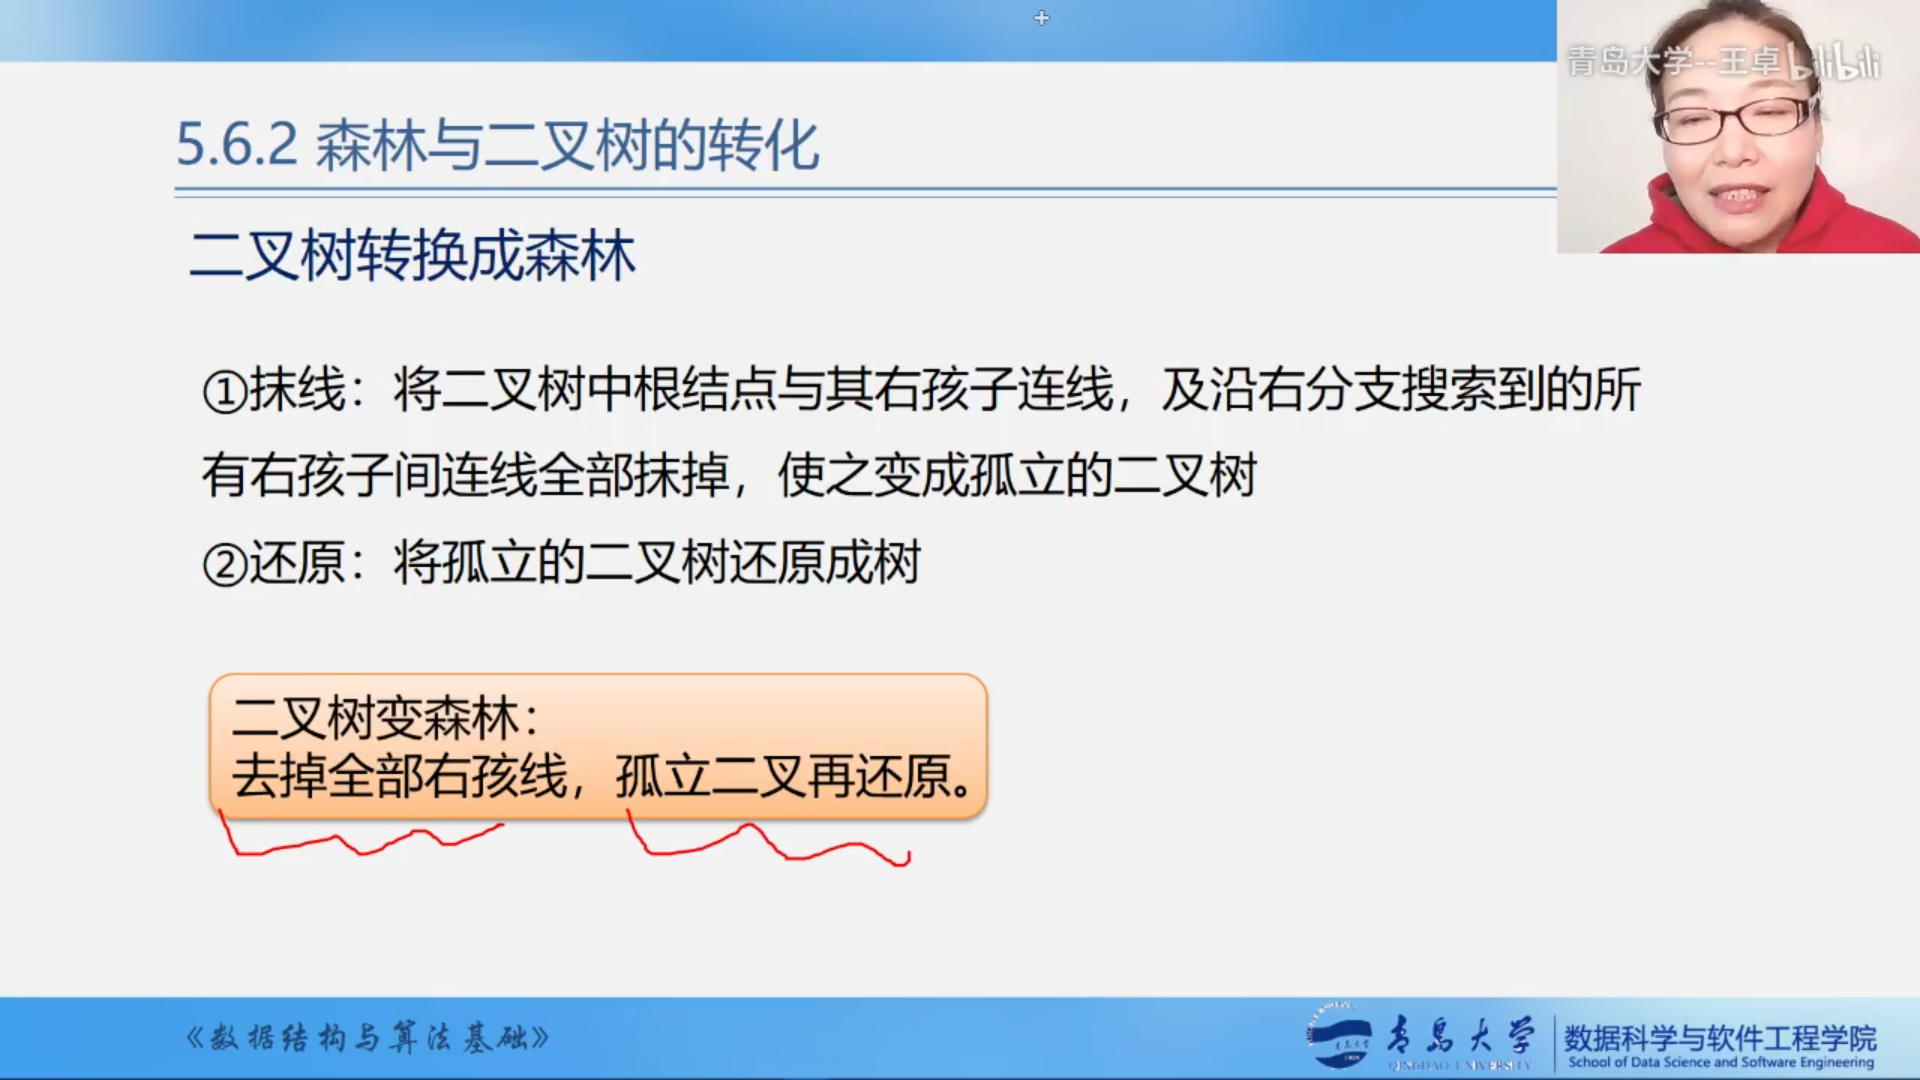 青岛大学--王卓 bilibili
5.6.2 森林与二叉树的转化
二叉树转换成森林
①抹线：将二叉树中根结点与其右孩子连线，及沿右分支搜索到的所
有右孩子间连线全部抹掉，使之变成孤立的二叉树
②还原：将孤立的二叉树还原成树
二叉树变森林：
去掉全部右孩线，孤立二叉再还原。
《数据结构与算法基础》
青岛大学
QINGDAO UNIVERSITY
数据科学与软件工程学院
School of Data Science and Software Engineering